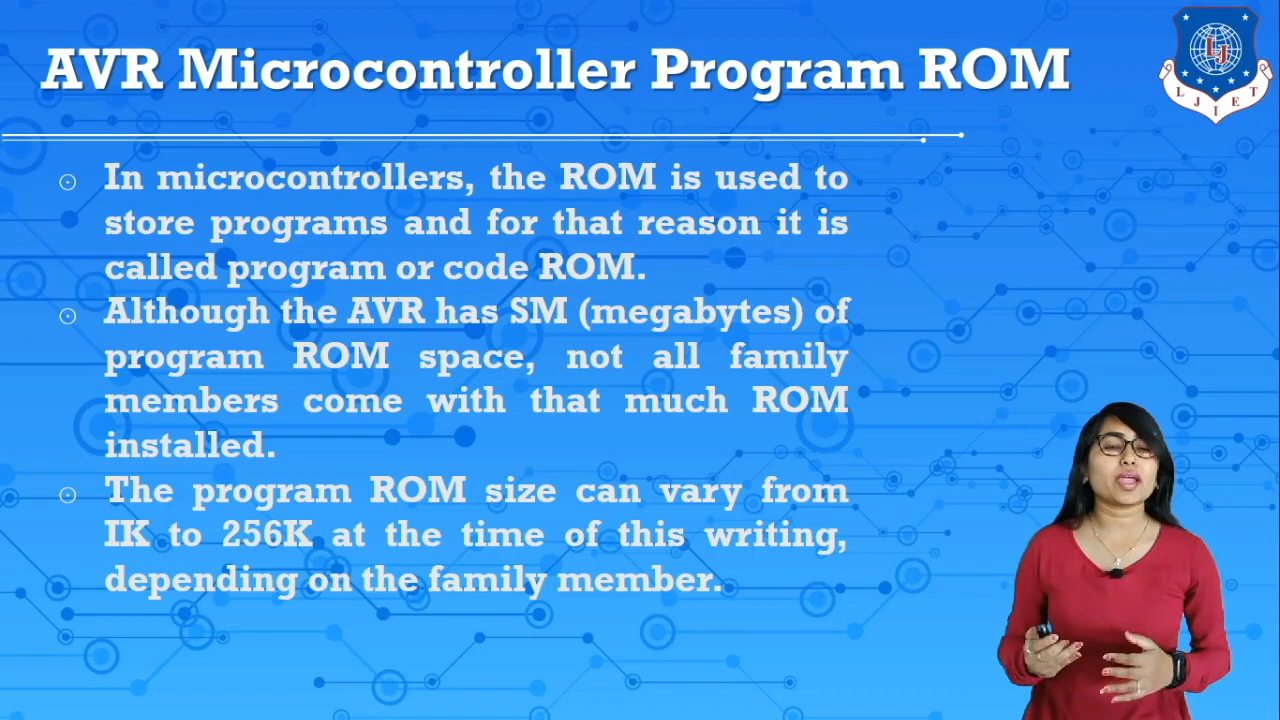 AVR Microcontroller Program ROM
LJ
LJIET
In microcontrollers, the ROM is used to
store programs and for that reason it is
called program or code ROM.
Although the AVR has SM (megabytes) of
program ROM space, not all family
members come with that much ROM
installed.
The program ROM size can vary from
IK to 256K at the time of this writing,
depending on the family member.